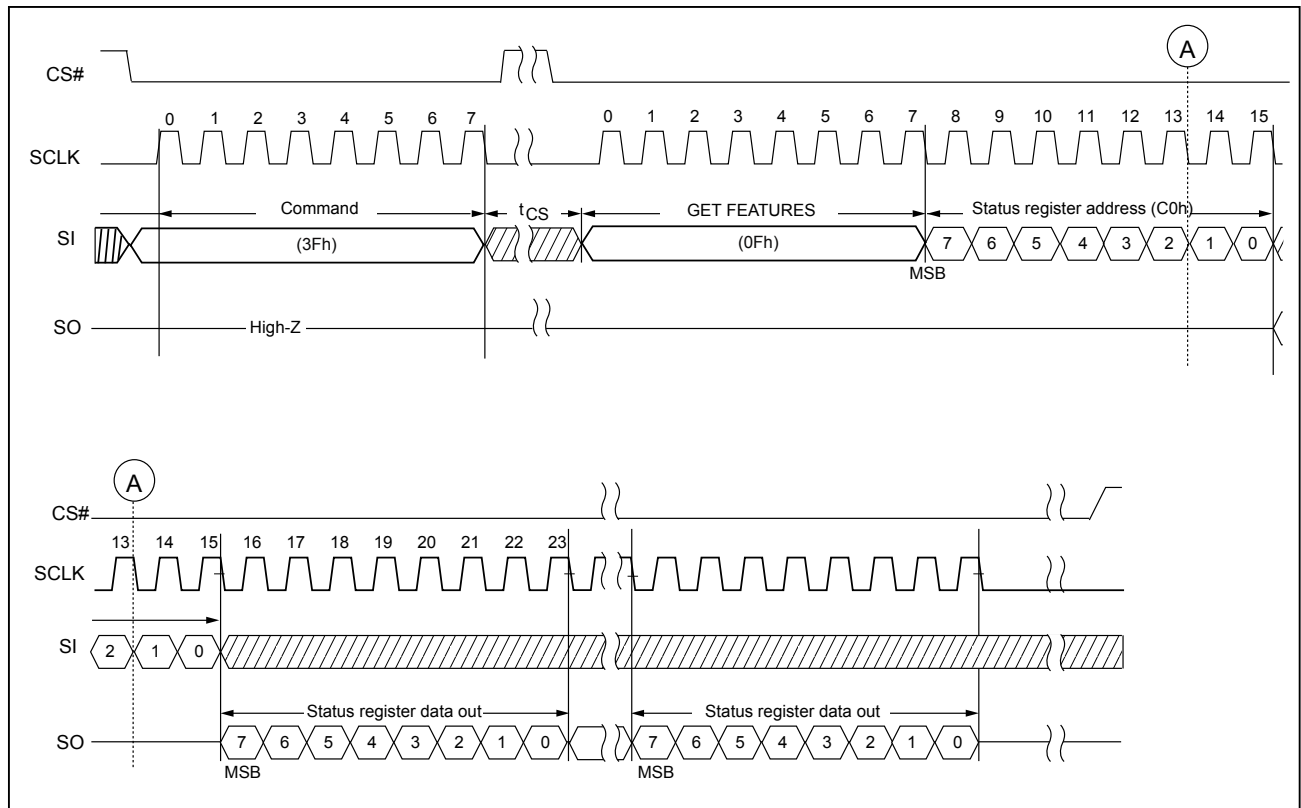 A
CS#
0 1 2 3 4 5 6 7 0 1 2 3 4 5 6 7 8 9 10 11 12 13 14 15
SCLK
Command tCS GET FEATURES Status register address (C0h)
SI (3Fh) (0Fh) 7 6 5 4 3 2 1 0
MSB
SO High-Z
A
CS#
13 14 15 16 17 18 19 20 21 22 23
SCLK
SI 2 1 0
Status register data out Status register data out
SO 7 6 5 4 3 2 1 0 7 6 5 4 3 2 1 0
MSB MSB